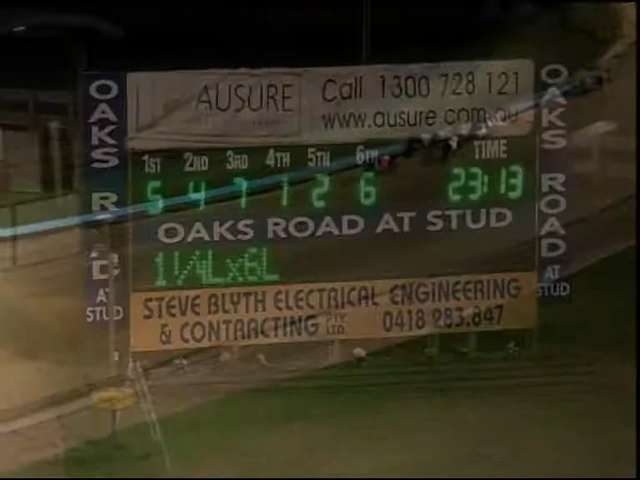 AUSURE
Call 1300 728 121
www.ausure.com.au
OAKS ROAD AT STUD
1ST 2ND 3RD 4TH 5TH 6TH TIME
5 4 7 1 2 6 23:13
OAKS ROAD AT STUD
1 1/4L x 6L
STEVE BLYTH ELECTRICAL ENGINEERING
& CONTRACTING PTY LTD 0418 283.847
OAKS ROAD AT STUD